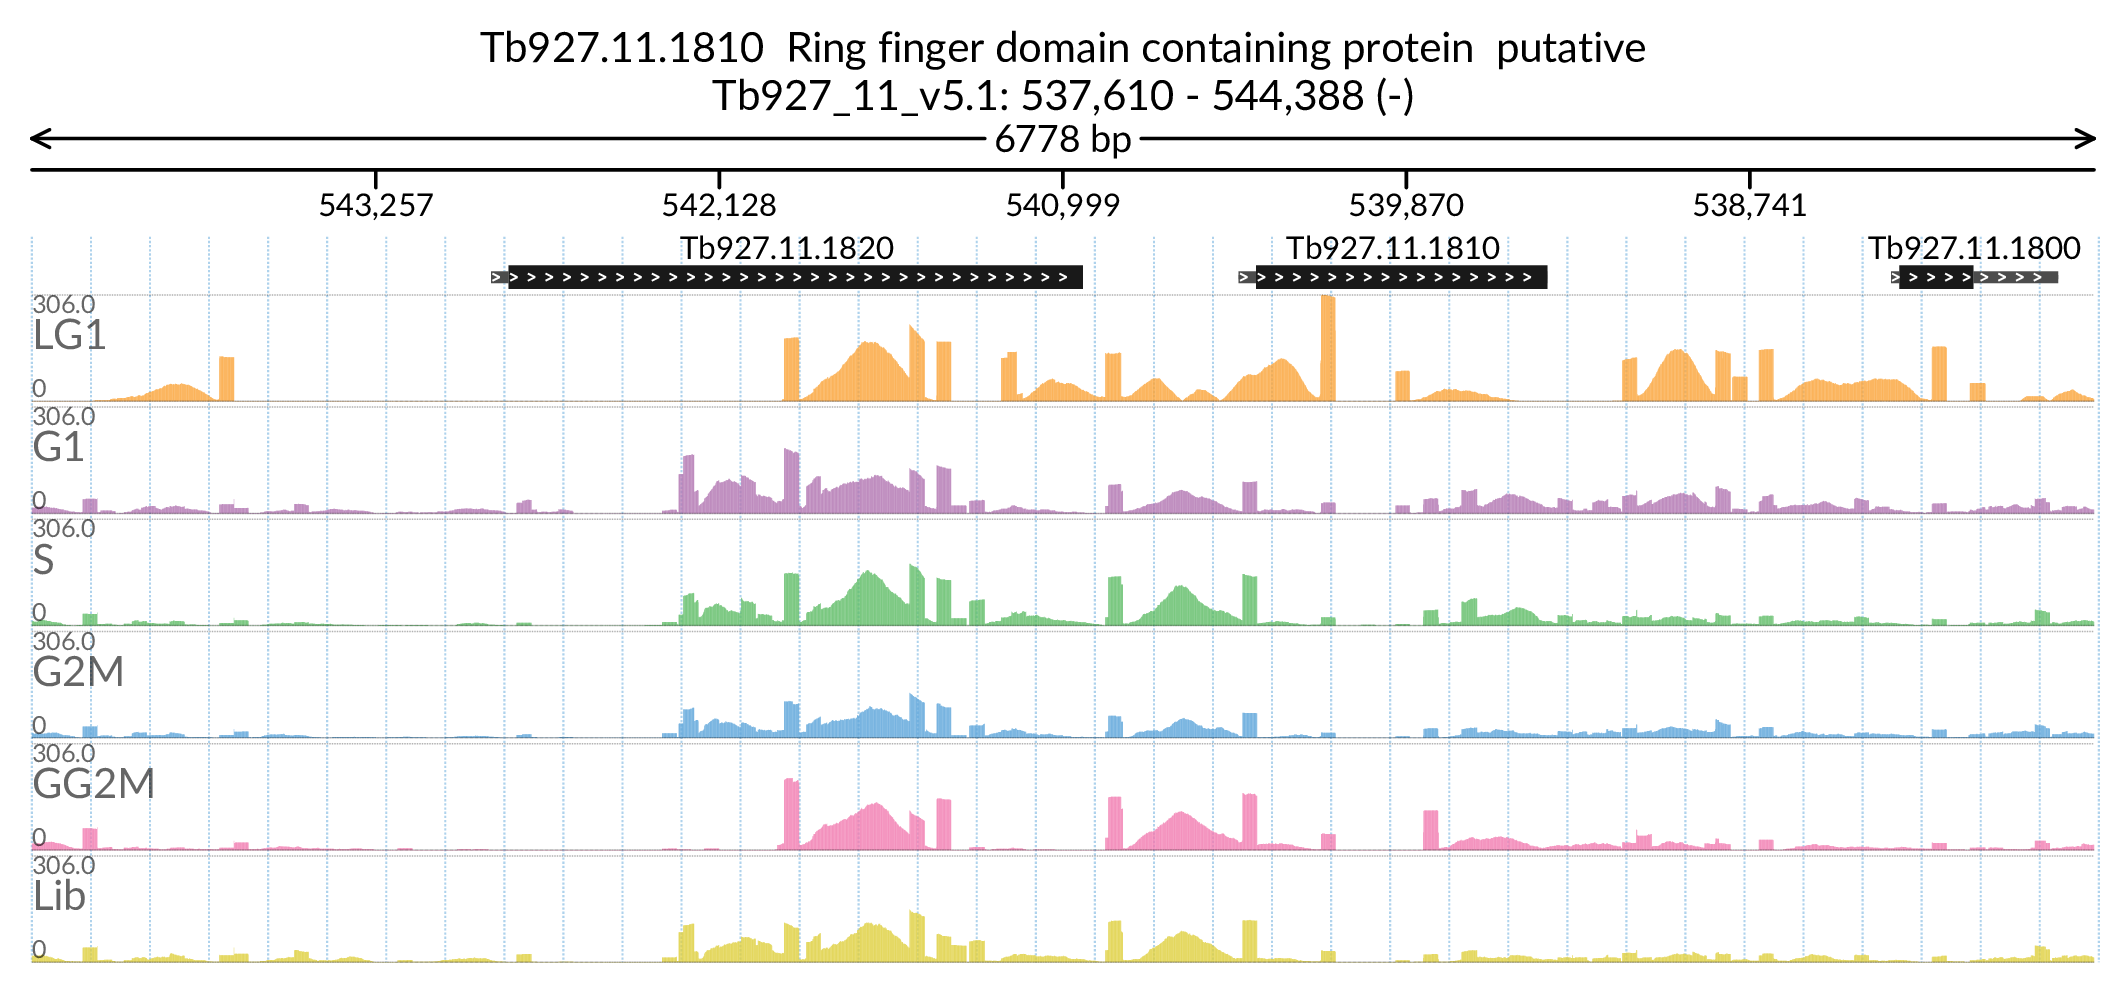 Tb927.11.1810  Ring finger domain containing protein  putative
Tb927_11_v5.1: 537,610 - 544,388 (-)
6778 bp
543,257 542,128 540,999 539,870 538,741
Tb927.11.1820 Tb927.11.1810 Tb927.11.1800
306.0
LG1
0
306.0
G1
0
306.0
S
0
306.0
G2M
0
306.0
GG2M
0
306.0
Lib
0